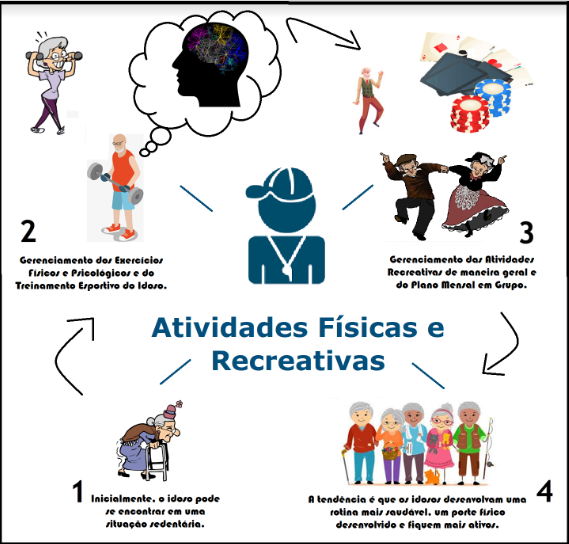 2
Gerenciamento dos Exercícios
Físicos e Psicológicos e do
Treinamento Esportivo do Idoso.
3
Gerenciamento das Atividades
Recreativas de maneira geral e
do Plano Mensal em Grupo.
Atividades Físicas e
Recreativas
1
Inicialmente, o idoso pode
se encontrar em uma
situação sedentária.
4
A tendência é que os idosos desenvolvam uma
rotina mais saudável, um porte físico
desenvolvido e fiquem mais ativos.